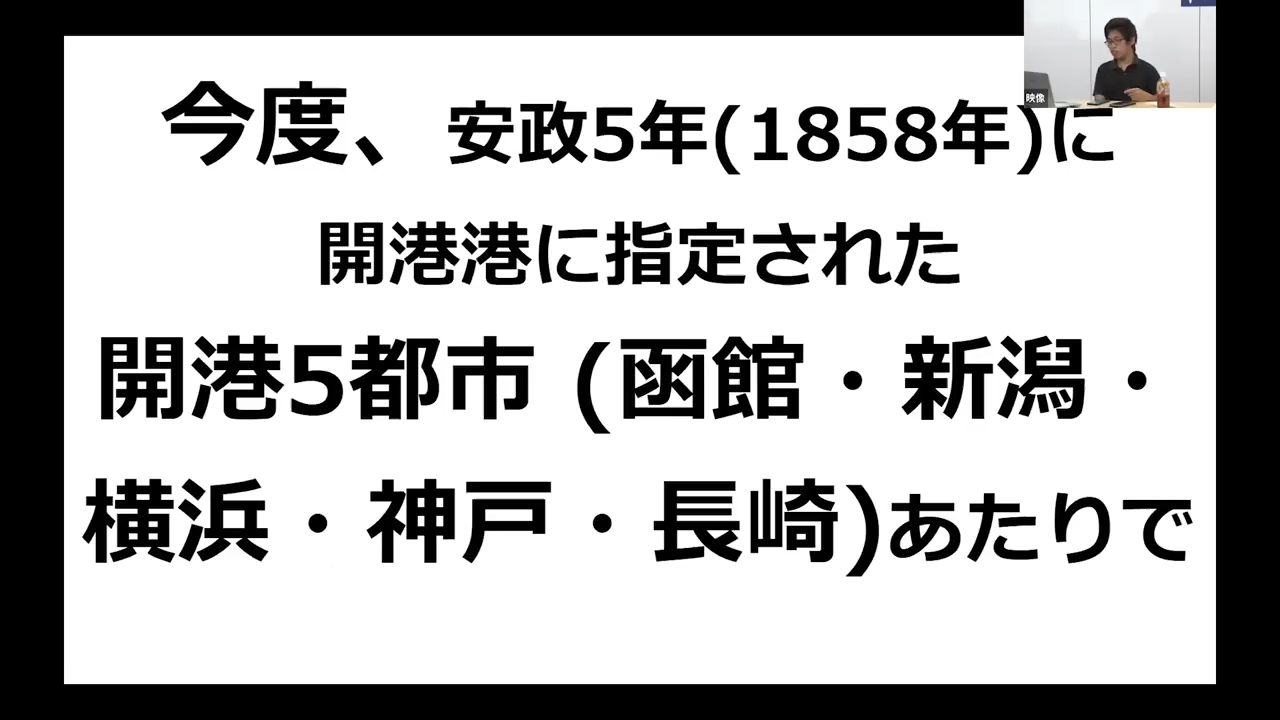 今度、安政5年(1858年)に
開港港に指定された
開港5都市 (函館・新潟・
横浜・神戸・長崎)あたりで
映像